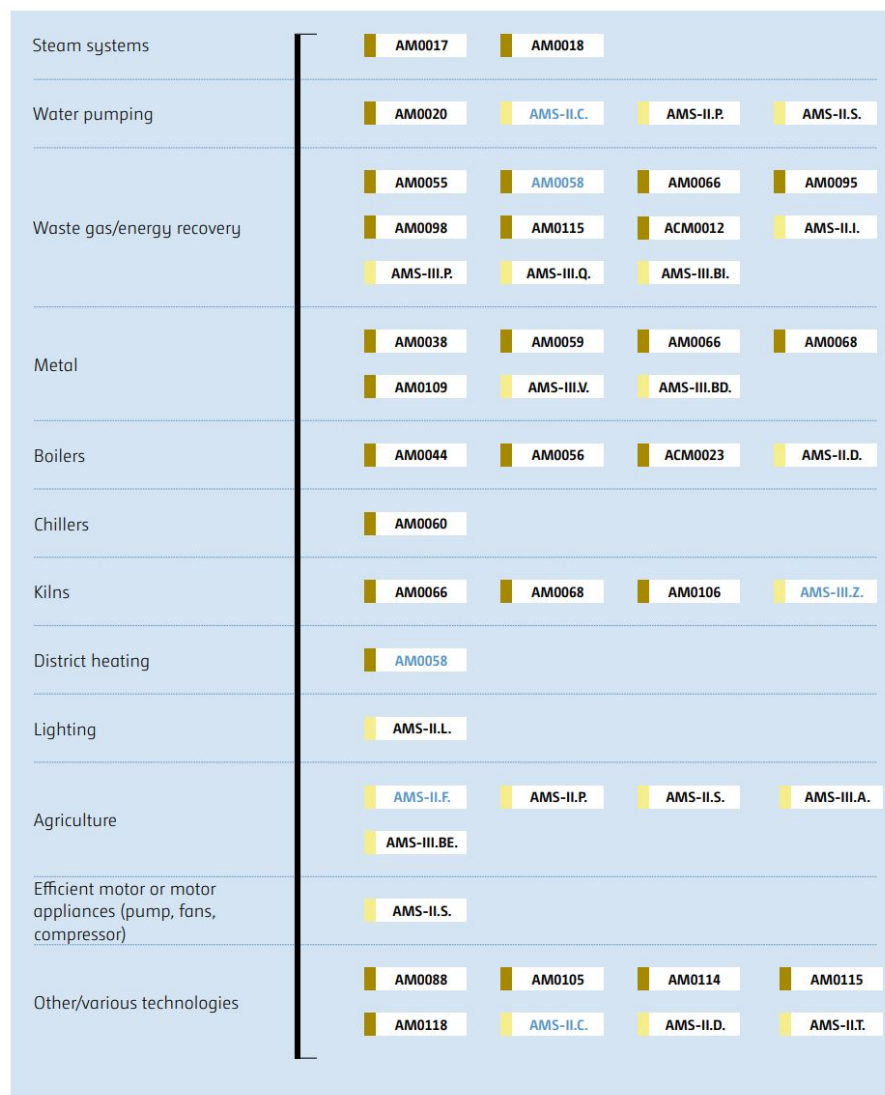 Steam systems AM0017 AM0018
Water pumping AM0020 AMS-II.C. AMS-II.P. AMS-II.S.
AM0055 AM0058 AM0066 AM0095
Waste gas/energy recovery AM0098 AM0115 ACM0012 AMS-II.I.
AMS-III.P. AMS-III.Q. AMS-III.BI.
AM0038 AM0059 AM0066 AM0068
Metal
AM0109 AMS-III.V. AMS-III.BD.
Boilers AM0044 AM0056 ACM0023 AMS-II.D.
Chillers AM0060
Kilns AM0066 AM0068 AM0106 AMS-III.Z.
District heating AM0058
Lighting AMS-II.L.
AMS-II.F. AMS-II.P. AMS-II.S. AMS-III.A.
Agriculture
AMS-III.BE.
Efficient motor or motor
appliances (pump, fans, AMS-II.S.
compressor)
AM0088 AM0105 AM0114 AM0115
Other/various technologies
AM0118 AMS-II.C. AMS-II.D. AMS-II.T.